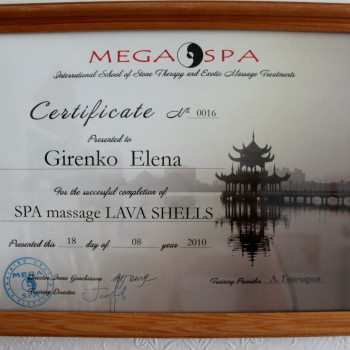 MEGA SPA
International School of Stone Therapy and Exotic Massage Treatments
Certificate № 0016
Presented to
Girenko Elena
For the successful completion of
SPA massage LAVA SHELLS
Presented this 18 day of 08 year 2010
Training Director
Training Provider А. Гончаров
MEGA
SPA